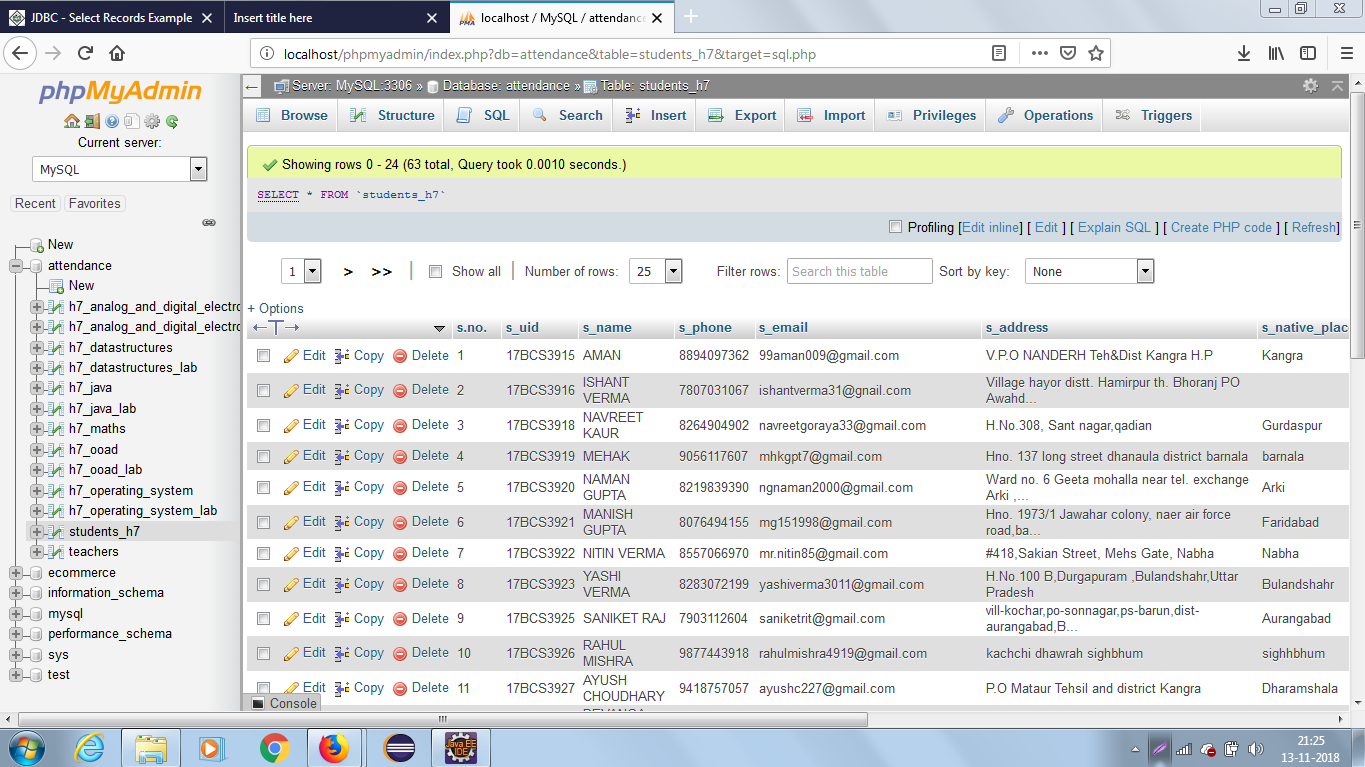 JDBC - Select Records Example
Insert title here
localhost / MySQL / attendanc
localhost/phpmyadmin/index.php?db=attendance&table=students_h7&target=sql.php
phpMyAdmin
Current server:
MySQL
Recent Favorites
New
attendance
New
h7_analog_and_digital_electro
h7_analog_and_digital_electro
h7_datastructures
h7_datastructures_lab
h7_java
h7_java_lab
h7_maths
h7_ooad
h7_ooad_lab
h7_operating_system
h7_operating_system_lab
students_h7
teachers
ecommerce
information_schema
mysql
performance_schema
sys
test
Server: MySQL:3306 » Database: attendance » Table: students_h7
Browse Structure SQL Search Insert Export Import Privileges Operations Triggers
Showing rows 0 - 24 (63 total, Query took 0.0010 seconds.)
SELECT * FROM `students_h7`
Profiling [Edit inline] [ Edit ] [ Explain SQL ] [ Create PHP code ] [ Refresh]
1 > >> | Show all | Number of rows: 25 Filter rows: Search this table Sort by key: None
+ Options
←T→ s.no. s_uid s_name s_phone s_email s_address s_native_plac
Edit Copy Delete 1 17BCS3915 AMAN 8894097362 99aman009@gmail.com V.P.O NANDERH Teh&Dist Kangra H.P Kangra
Edit Copy Delete 2 17BCS3916 ISHANT VERMA 7807031067 ishantverma31@gnail.com Village hayor distt. Hamirpur th. Bhoranj PO Awahd...
Edit Copy Delete 3 17BCS3918 NAVREET KAUR 8264904902 navreetgoraya33@gmail.com H.No.308, Sant nagar,qadian Gurdaspur
Edit Copy Delete 4 17BCS3919 MEHAK 9056117607 mhkgpt7@gmail.com Hno. 137 long street dhanaula district barnala barnala
Edit Copy Delete 5 17BCS3920 NAMAN GUPTA 8219839390 ngnaman2000@gmail.com Ward no. 6 Geeta mohalla near tel. exchange Arki ,... Arki
Edit Copy Delete 6 17BCS3921 MANISH GUPTA 8076494155 mg151998@gmail.com Hno. 1973/1 Jawahar colony, naer air force road,ba... Faridabad
Edit Copy Delete 7 17BCS3922 NITIN VERMA 8557066970 mr.nitin85@gmail.com #418,Sakian Street, Mehs Gate, Nabha Nabha
Edit Copy Delete 8 17BCS3923 YASHI VERMA 8283072199 yashiverma3011@gmail.com H.No.100 B,Durgapuram ,Bulandshahr,Uttar Pradesh Bulandshahr
Edit Copy Delete 9 17BCS3925 SANIKET RAJ 7903112604 saniketrit@gmail.com vill-kochar,po-sonnagar,ps-barun,dist-aurangabad,B... Aurangabad
Edit Copy Delete 10 17BCS3926 RAHUL MISHRA 9877443918 rahulmishra4919@gmail.com kachchi dhawrah sighbhum sighhbhum
Edit Copy Delete 11 17BCS3927 AYUSH CHOUDHARY 9418757057 ayushc227@gmail.com P.O Mataur Tehsil and district Kangra Dharamshala
Console
Java EE
IDE
21:25
13-11-2018